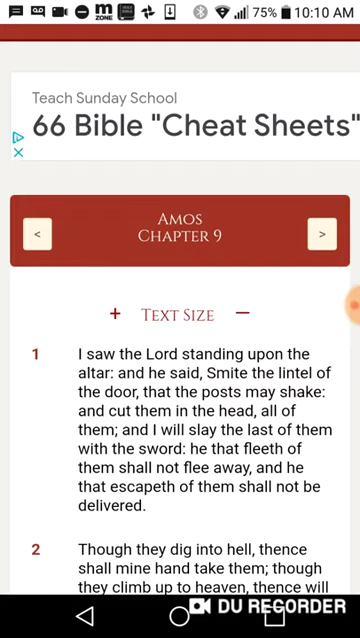 m
ZONE
75%
10:10 AM
Teach Sunday School
66 Bible "Cheat Sheets"
AMOS
CHAPTER 9
<
>
+ TEXT SIZE −
1 I saw the Lord standing upon the
altar: and he said, Smite the lintel of
the door, that the posts may shake:
and cut them in the head, all of
them; and I will slay the last of them
with the sword: he that fleeth of
them shall not flee away, and he
that escapeth of them shall not be
delivered.
2 Though they dig into hell, thence
shall mine hand take them; though
they climb up to heaven, thence will
DU RECORDER